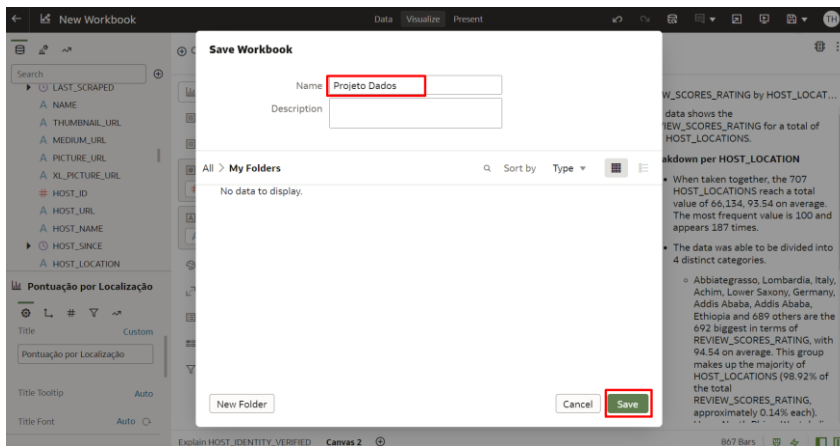 New Workbook
Data Visualize Present
TH
Save Workbook
Name Projeto Dados
Description
All > My Folders
Sort by Type
No data to display.
New Folder
Cancel Save
Search
LAST_SCRAPED
A NAME
A THUMBNAIL_URL
A MEDIUM_URL
A PICTURE_URL
A XL_PICTURE_URL
# HOST_ID
A HOST_URL
A HOST_NAME
HOST_SINCE
A HOST_LOCATION
Pontuação por Localização
Title Custom
Pontuação por Localização
Title Tooltip Auto
Title Font Auto
W_SCORES_RATING by HOST_LOCAT...
data shows the
IEW_SCORES_RATING for a total of
HOST_LOCATIONS.
akdown per HOST_LOCATION
• When taken together, the 707
HOST_LOCATIONS reach a total
value of 66,134, 93.54 on average.
The most frequent value is 100 and
appears 187 times.
• The data was able to be divided into
4 distinct categories.
Abbiategrasso, Lombardia, Italy,
Achim, Lower Saxony, Germany,
Addis Ababa, Addis Ababa,
Ethiopia and 689 others are the
692 biggest in terms of
REVIEW_SCORES_RATING, with
94.54 on average. This group
makes up the majority of
HOST_LOCATIONS (98.92% of
the total
REVIEW_SCORES_RATING,
approximately 0.14% each).
Explain HOST_IDENTITY_VERIFIED Canvas 2
867 Bars